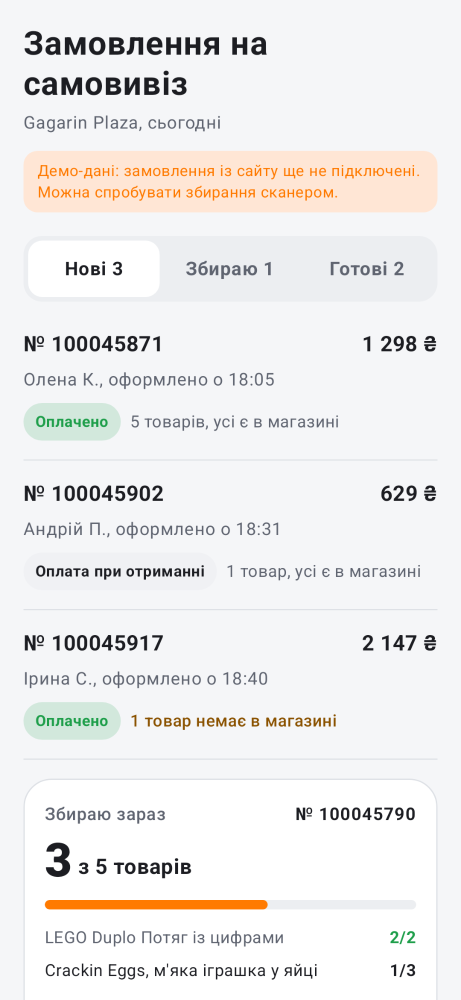 Замовлення на
самовивіз
Gagarin Plaza, сьогодні
Демо-дані: замовлення із сайту ще не підключені.
Можна спробувати збирання сканером.
Нові 3 Збираю 1 Готові 2
№ 100045871 1 298 ₴
Олена К., оформлено о 18:05
Оплачено 5 товарів, усі є в магазині
№ 100045902 629 ₴
Андрій П., оформлено о 18:31
Оплата при отриманні 1 товар, усі є в магазині
№ 100045917 2 147 ₴
Ірина С., оформлено о 18:40
Оплачено 1 товар немає в магазині
Збираю зараз № 100045790
3 з 5 товарів
LEGO Duplo Потяг із цифрами 2/2
Crackin Eggs, м'яка іграшка у яйці 1/3